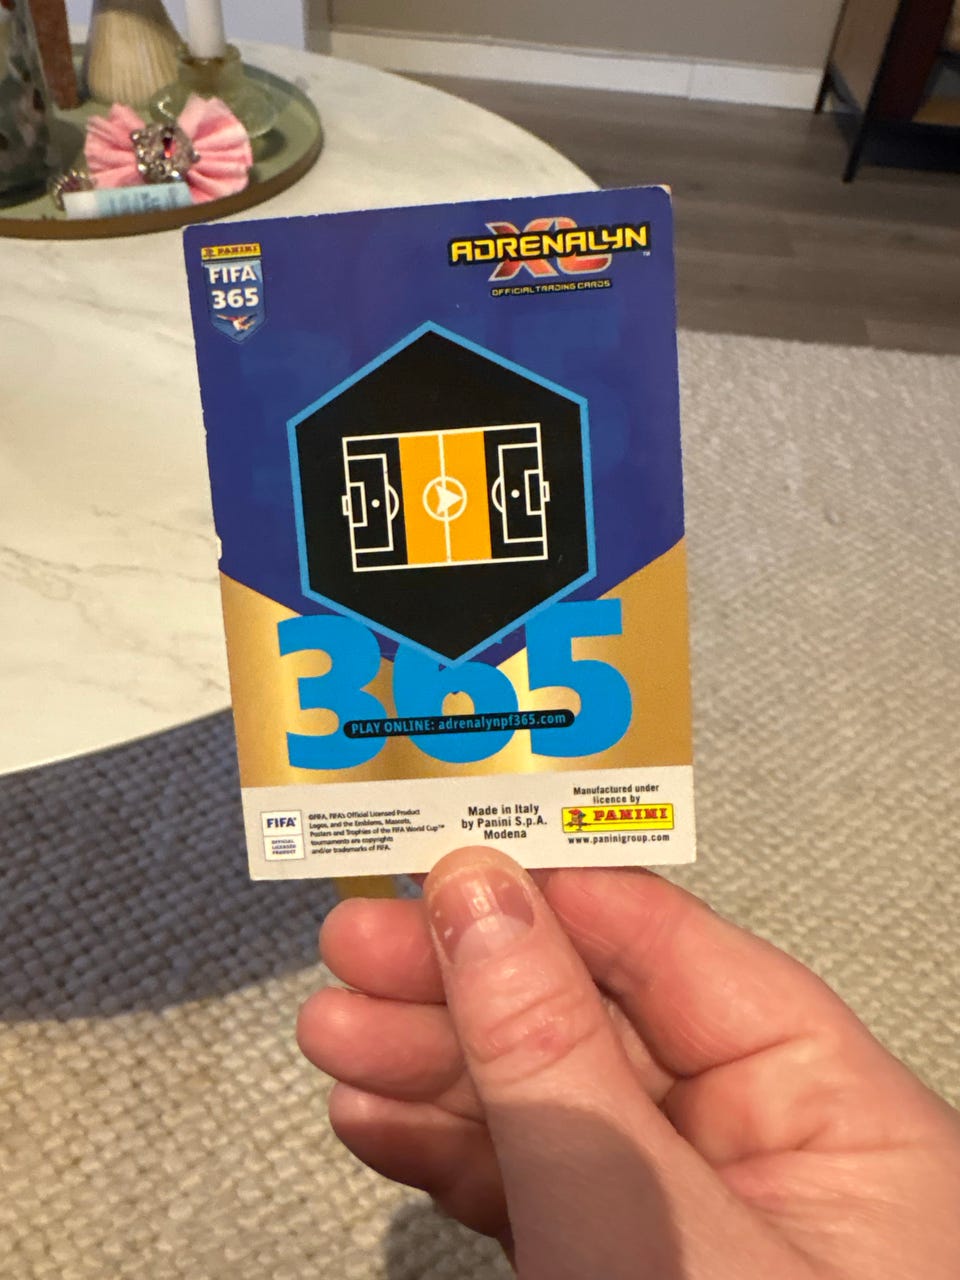 PANINI
FIFA
365
ADRENALYN
XL™
OFFICIAL TRADING CARDS
365
PLAY ONLINE: adrenalynpf365.com
FIFA®
OFFICIAL
LICENSED
PRODUCT
©FIFA, FIFA's Official Licensed Product
Logos, and the Emblems, Mascots,
Posters and Trophies of the FIFA World Cup™
tournaments are copyrights
and/or trademarks of FIFA.
Made in Italy
by Panini S.p.A.
Modena
Manufactured under
licence by
PANINI
www.paninigroup.com